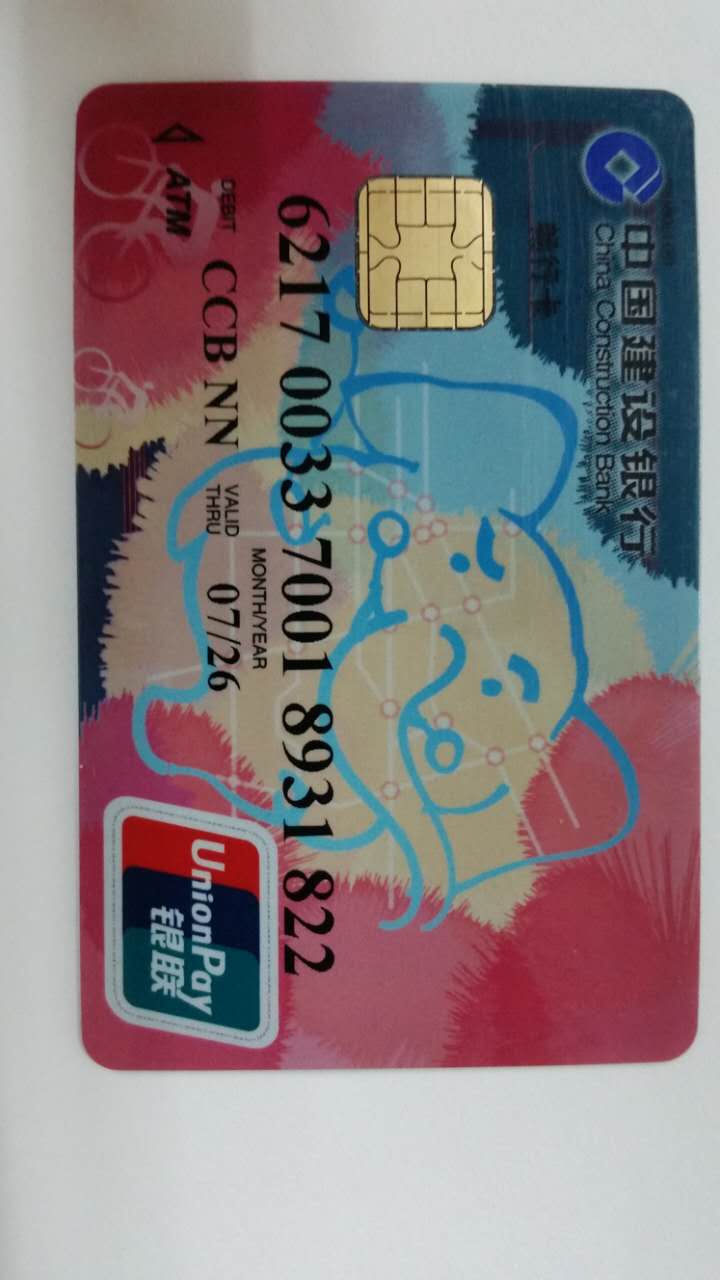 中国建设银行
China Construction Bank
6217 0033 7001 8931 822
MONTH/YEAR
DEBIT CCB NN VALID THRU 07/26
ATM
UnionPay
银联